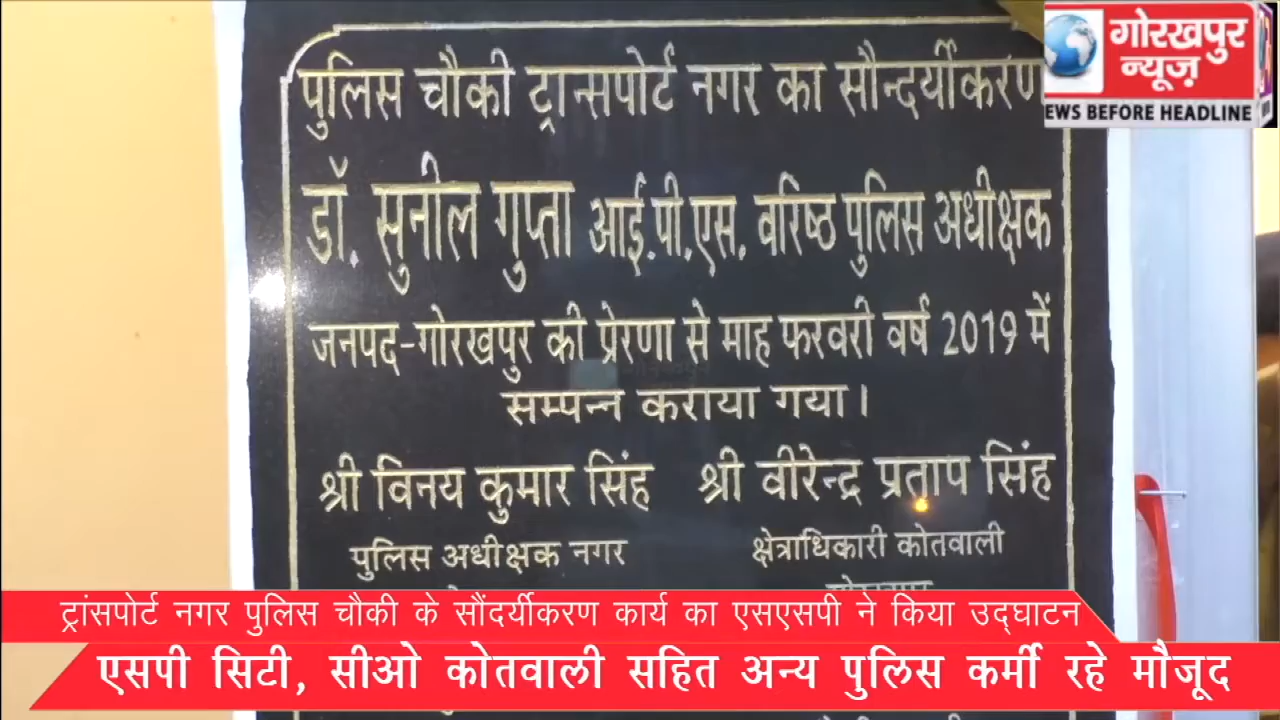 गोरखपुर
न्यूज़
EWS BEFORE HEADLINE
पुलिस चौकी ट्रान्सपोर्ट नगर का सौन्दर्यीकरण
डॉ. सुनील गुप्ता आई.पी.एस. वरिष्ठ पुलिस अधीक्षक
जनपद-गोरखपुर की प्रेरणा से माह फरवरी वर्ष 2019 में
सम्पन्न कराया गया।
श्री विनय कुमार सिंह श्री वीरेन्द्र प्रताप सिंह
पुलिस अधीक्षक नगर क्षेत्राधिकारी कोतवाली
ट्रांसपोर्ट नगर पुलिस चौकी के सौंदर्यीकरण कार्य का एसएसपी ने किया उद्घाटन
एसपी सिटी, सीओ कोतवाली सहित अन्य पुलिस कर्मी रहे मौजूद